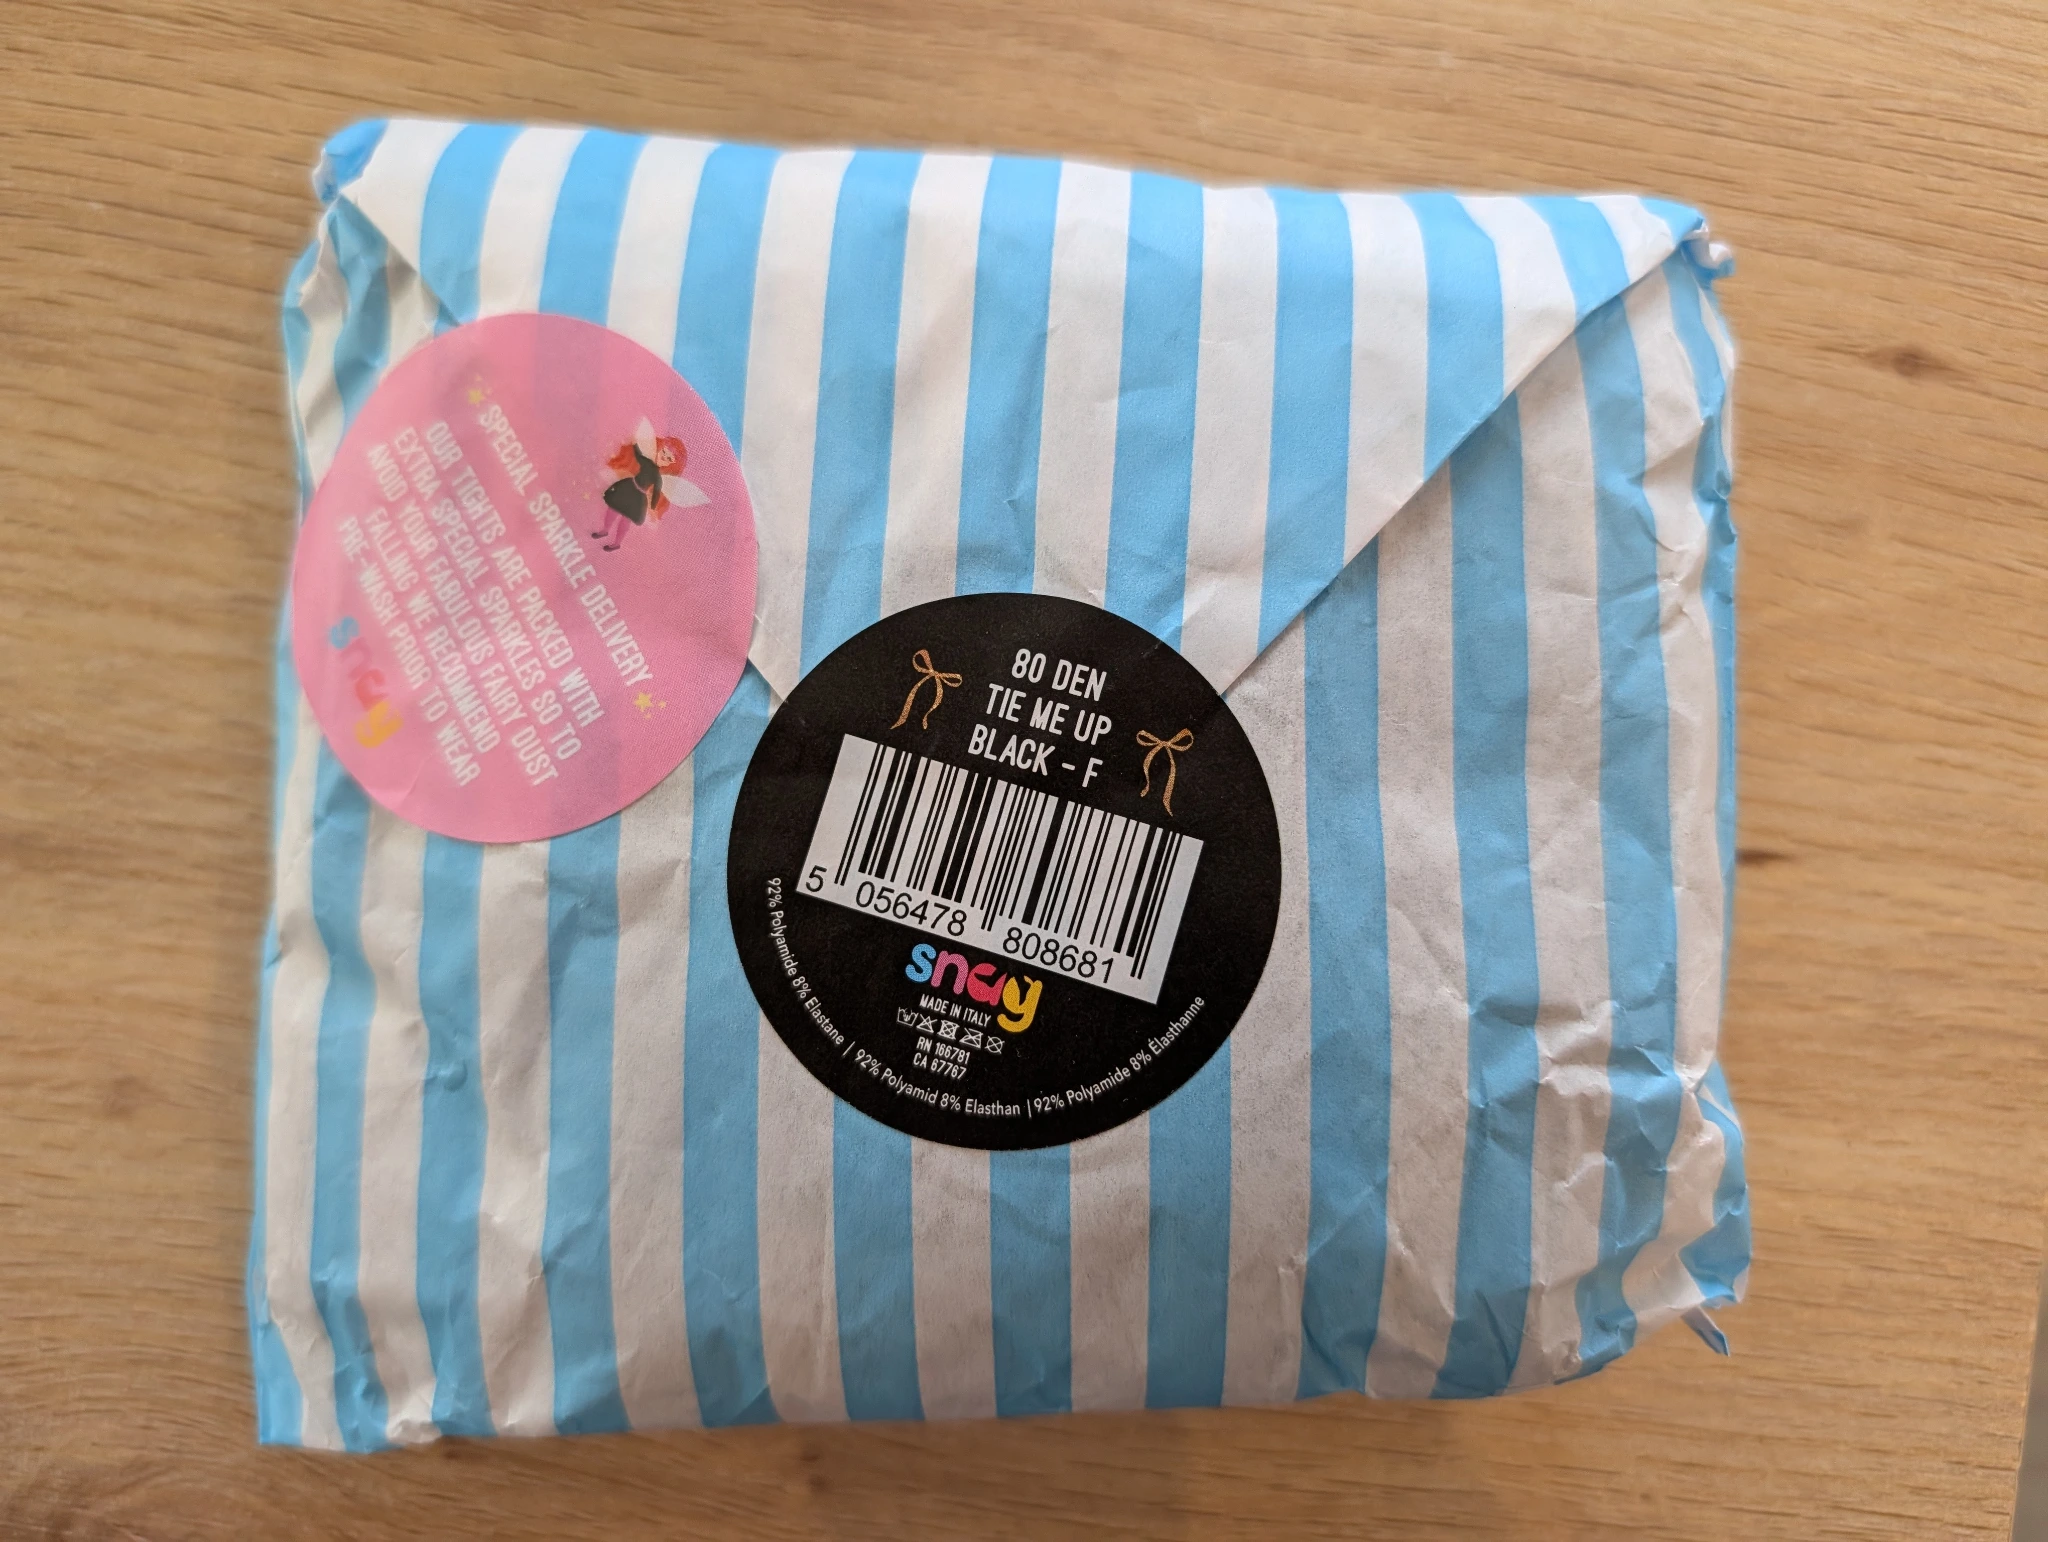 SPECIAL SPARKLE DELIVERY
OUR TIGHTS ARE PACKED WITH
EXTRA SPECIAL SPARKLES SO TO
AVOID YOUR FABULOUS FAIRY DUST
FALLING WE RECOMMEND
PRE-WASH PRIOR TO WEAR
snay
80 DEN
TIE ME UP
BLACK - F
5 056478 808681
snay
MADE IN ITALY
RN 166781
CA 67767
92% Polyamide 8% Elastane | 92% Polyamid 8% Elasthan | 92% Polyamide 8% Élasthanne